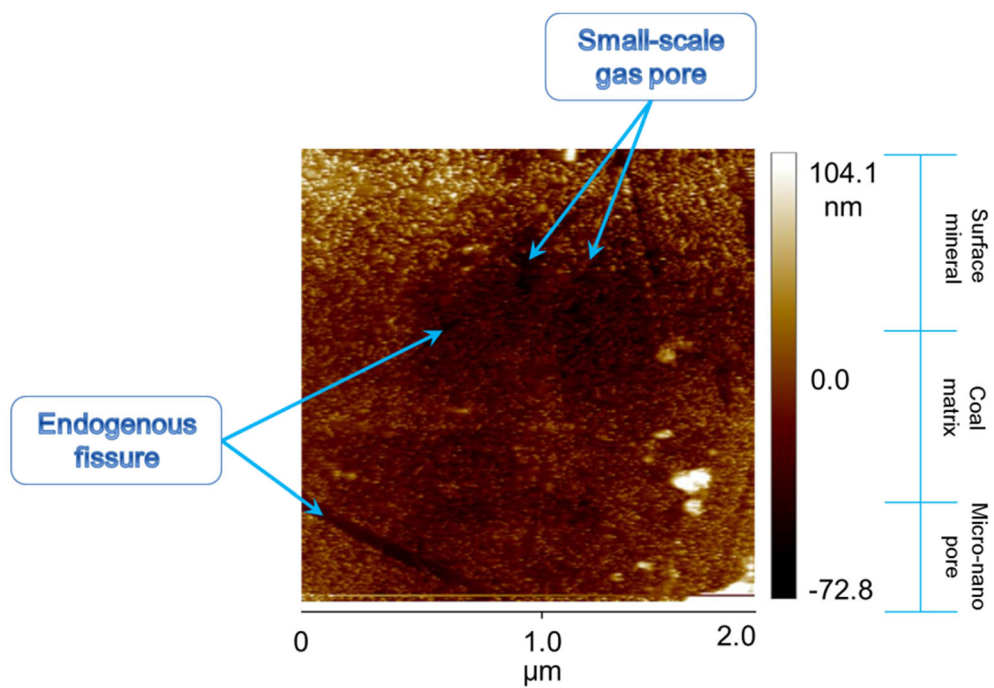 Small-scale
gas pore
Endogenous
fissure
104.1
nm
0.0
-72.8
Surface
mineral
Coal
matrix
Micro-nano
pore
0
1.0
2.0
μm